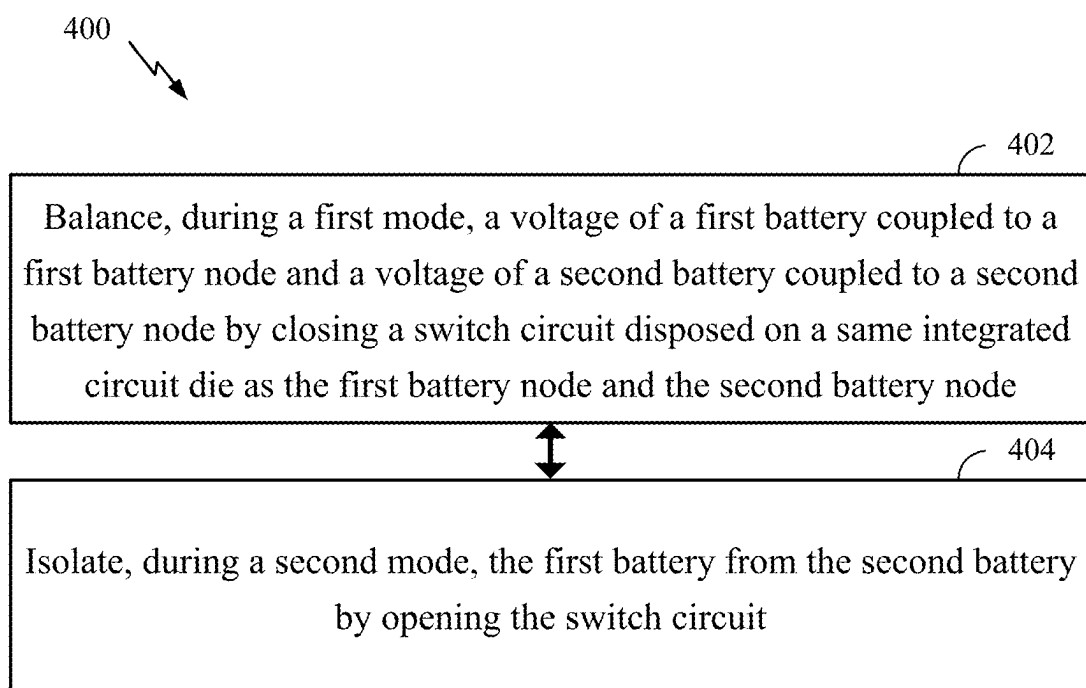 400
402
Balance, during a first mode, a voltage of a first battery coupled to a
first battery node and a voltage of a second battery coupled to a second
battery node by closing a switch circuit disposed on a same integrated
circuit die as the first battery node and the second battery node
404
Isolate, during a second mode, the first battery from the second battery
by opening the switch circuit